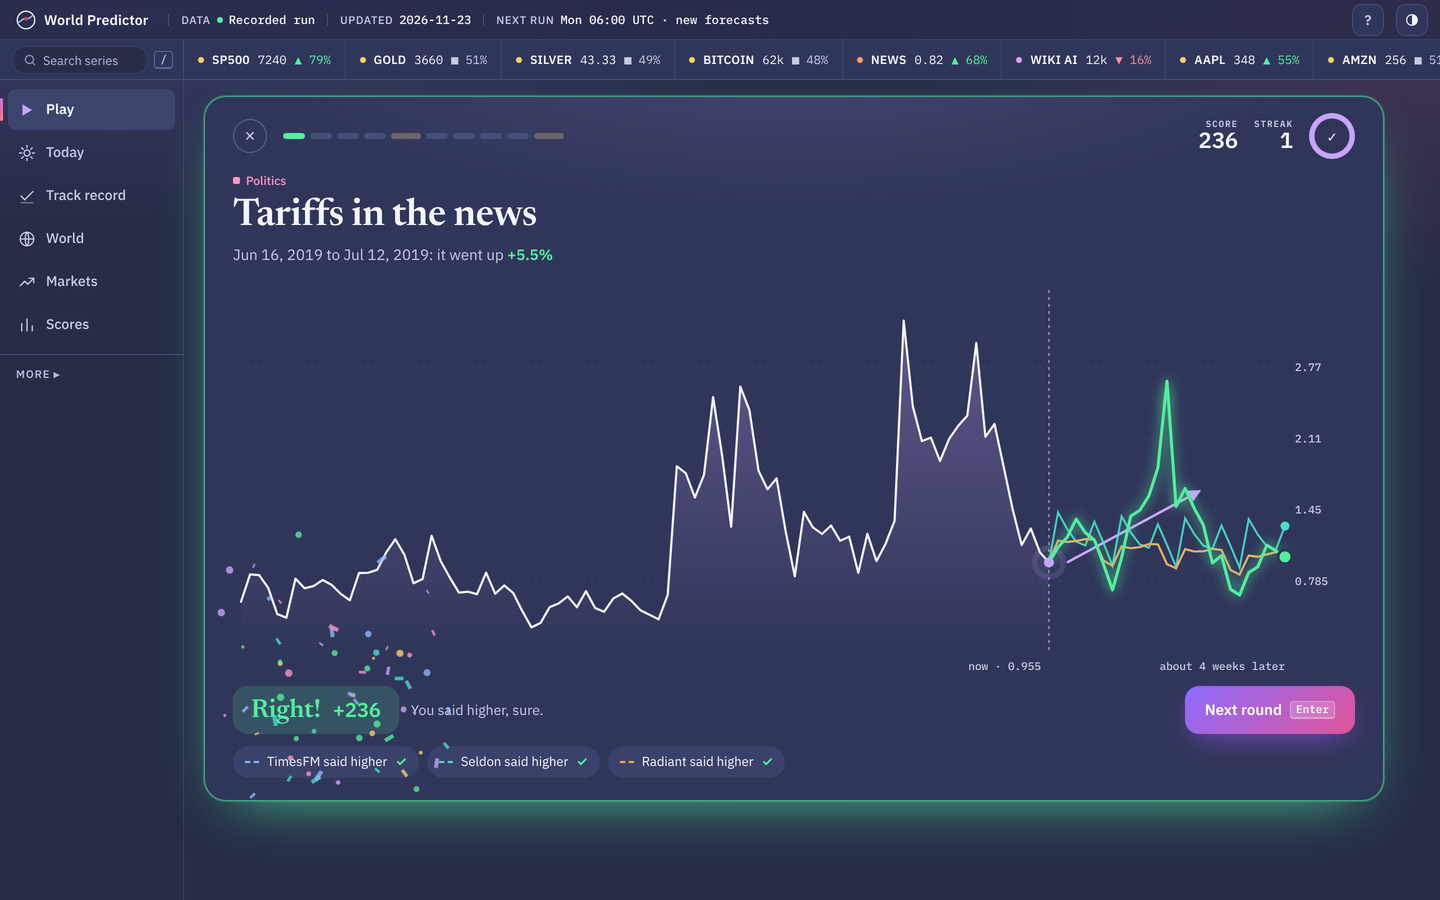 World Predictor
DATA Recorded run
UPDATED 2026-11-23
NEXT RUN Mon 06:00 UTC · new forecasts
?
Search series /
SP500 7240 ▲ 79%
GOLD 3660 ■ 51%
SILVER 43.33 ■ 49%
BITCOIN 62k ■ 48%
NEWS 0.82 ▲ 68%
WIKI AI 12k ▼ 16%
AAPL 348 ▲ 55%
AMZN 256 ■
Play
Today
Track record
World
Markets
Scores
MORE ▸
SCORE 236
STREAK 1
Politics
Tariffs in the news
Jun 16, 2019 to Jul 12, 2019: it went up +5.5%
2.77
2.11
1.45
0.785
now · 0.955
about 4 weeks later
Right! +236
You said higher, sure.
Next round Enter
TimesFM said higher ✓
Seldon said higher ✓
Radiant said higher ✓